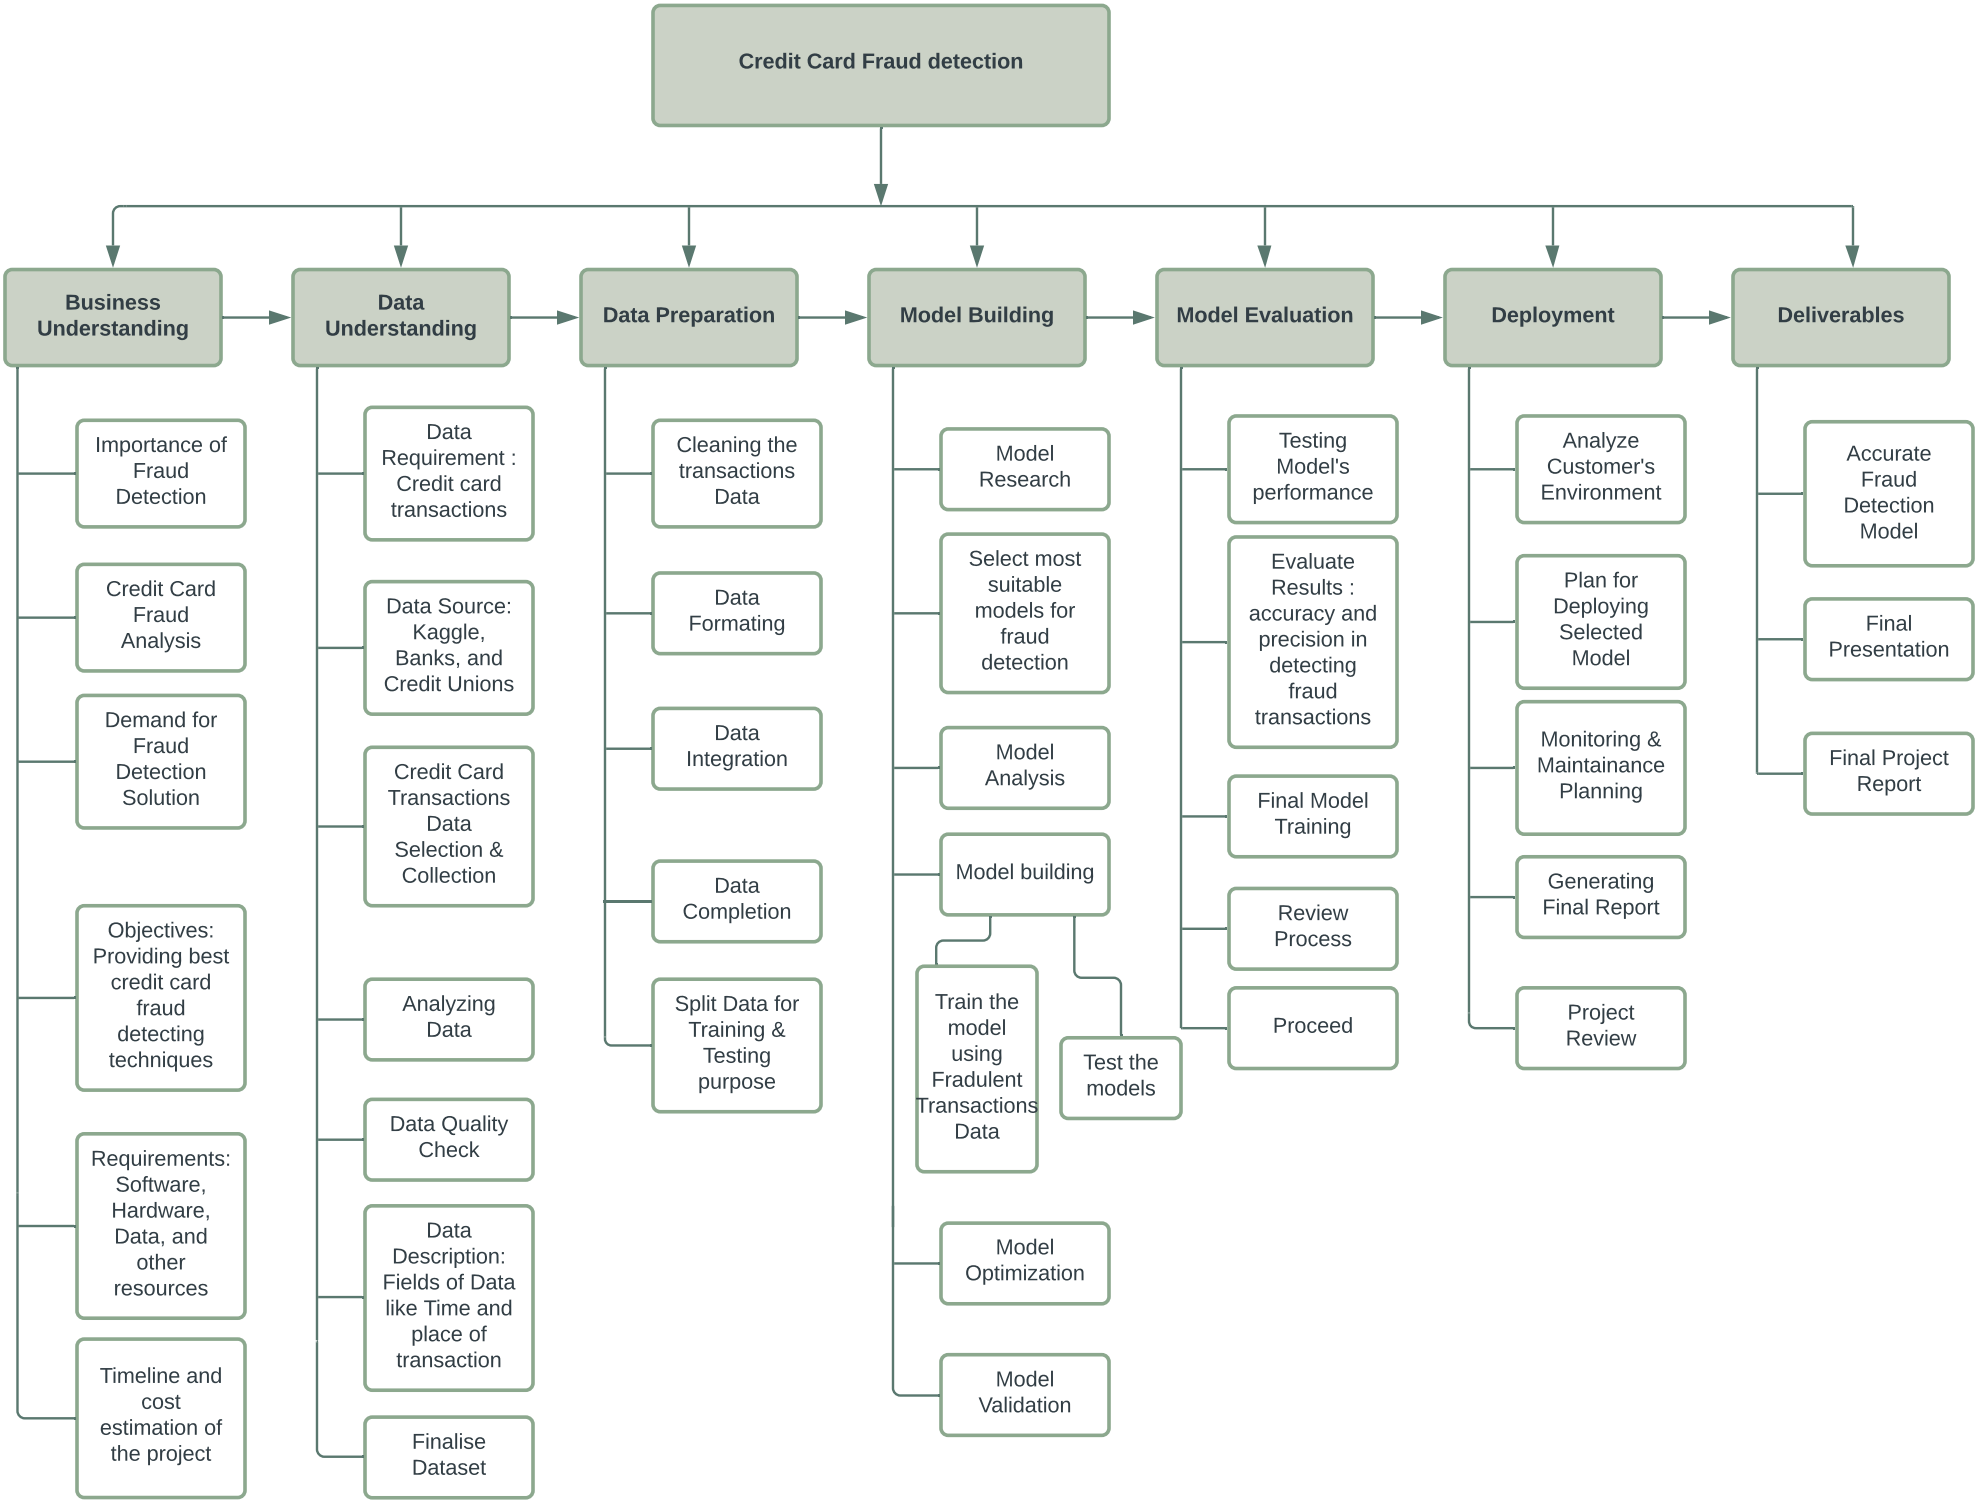 Credit Card Fraud detection
Business
Understanding
Data
Understanding
Data Preparation
Model Building
Model Evaluation
Deployment
Deliverables
Importance of
Fraud
Detection
Credit Card
Fraud
Analysis
Demand for
Fraud
Detection
Solution
Objectives:
Providing best
credit card
fraud
detecting
techniques
Requirements:
Software,
Hardware,
Data, and
other
resources
Timeline and
cost
estimation of
the project
Data
Requirement :
Credit card
transactions
Data Source:
Kaggle,
Banks, and
Credit Unions
Credit Card
Transactions
Data
Selection &
Collection
Analyzing
Data
Data Quality
Check
Data
Description:
Fields of Data
like Time and
place of
transaction
Finalise
Dataset
Cleaning the
transactions
Data
Data
Formating
Data
Integration
Data
Completion
Split Data for
Training &
Testing
purpose
Model
Research
Select most
suitable
models for
fraud
detection
Model
Analysis
Model building
Train the
model
using
Fradulent
Transactions
Data
Test the
models
Model
Optimization
Model
Validation
Testing
Model's
performance
Evaluate
Results :
accuracy and
precision in
detecting
fraud
transactions
Final Model
Training
Review
Process
Proceed
Analyze
Customer's
Environment
Plan for
Deploying
Selected
Model
Monitoring &
Maintainance
Planning
Generating
Final Report
Project
Review
Accurate
Fraud
Detection
Model
Final
Presentation
Final Project
Report